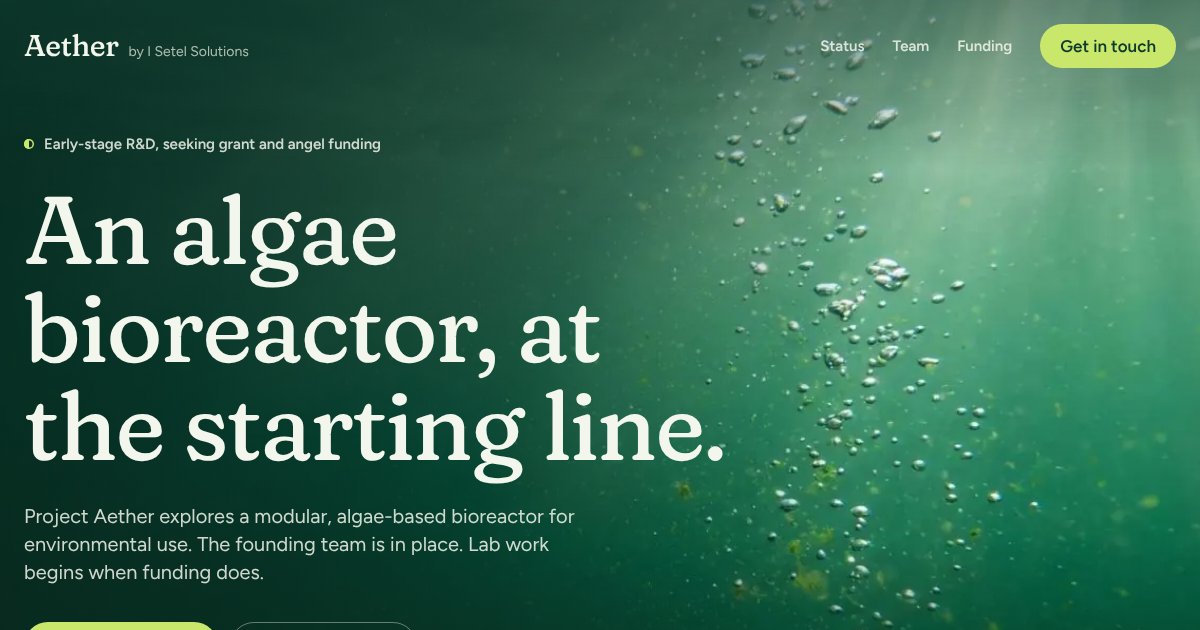 Aether by I Setel Solutions
Status Team Funding Get in touch
Early-stage R&D, seeking grant and angel funding
An algae
bioreactor, at
the starting line.
Project Aether explores a modular, algae-based bioreactor for
environmental use. The founding team is in place. Lab work
begins when funding does.